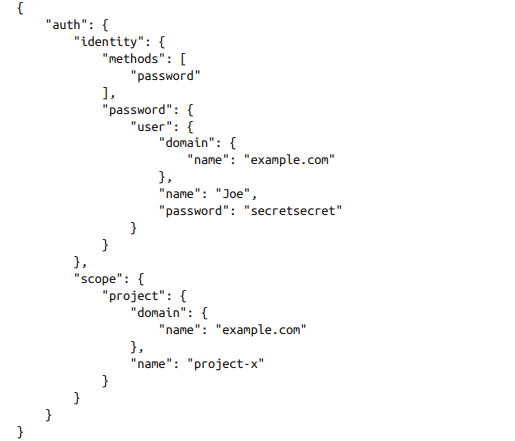 {
    "auth": {
        "identity": {
            "methods": [
                "password"
            ],
            "password": {
                "user": {
                    "domain": {
                        "name": "example.com"
                    },
                    "name": "Joe",
                    "password": "secretsecret"
                }
            }
        },
        "scope": {
            "project": {
                "domain": {
                    "name": "example.com"
                },
                "name": "project-x"
            }
        }
    }
}